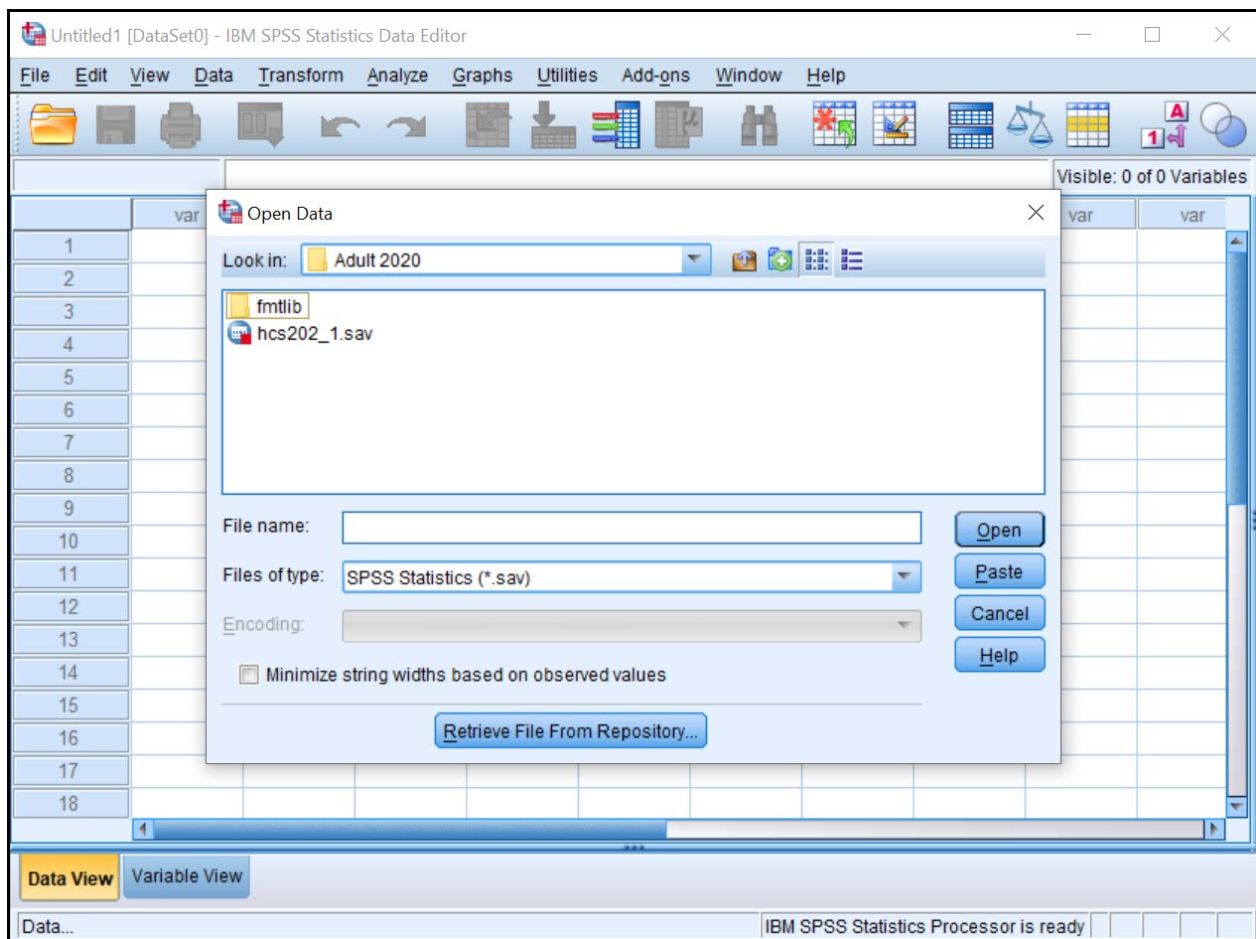 Untitled1 [DataSet0] - IBM SPSS Statistics Data Editor
File Edit View Data Transform Analyze Graphs Utilities Add-ons Window Help
Visible: 0 of 0 Variables
var var var
Open Data
Look in: Adult 2020
fmtlib
hcs202_1.sav
File name:
Open
Files of type: SPSS Statistics (*.sav)
Paste
Encoding:
Cancel
Minimize string widths based on observed values
Help
Retrieve File From Repository...
1
2
3
4
5
6
7
8
9
10
11
12
13
14
15
16
17
18
Data View Variable View
Data... IBM SPSS Statistics Processor is ready